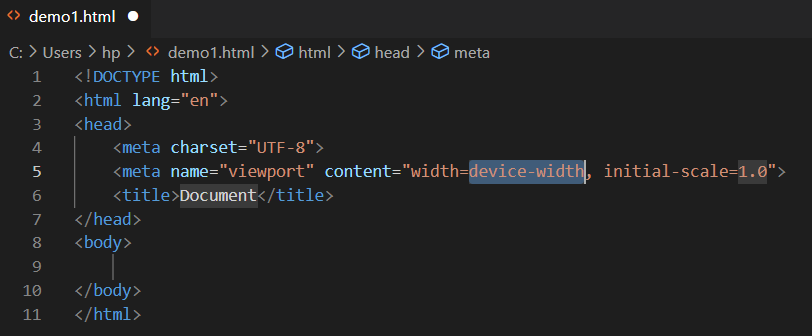 <> demo1.html ●
C: > Users > hp > <> demo1.html > html > head > meta
1 <!DOCTYPE html>
2 <html lang="en">
3 <head>
4     <meta charset="UTF-8">
5     <meta name="viewport" content="width=device-width, initial-scale=1.0">
6     <title>Document</title>
7 </head>
8 <body>
9
10 </body>
11 </html>